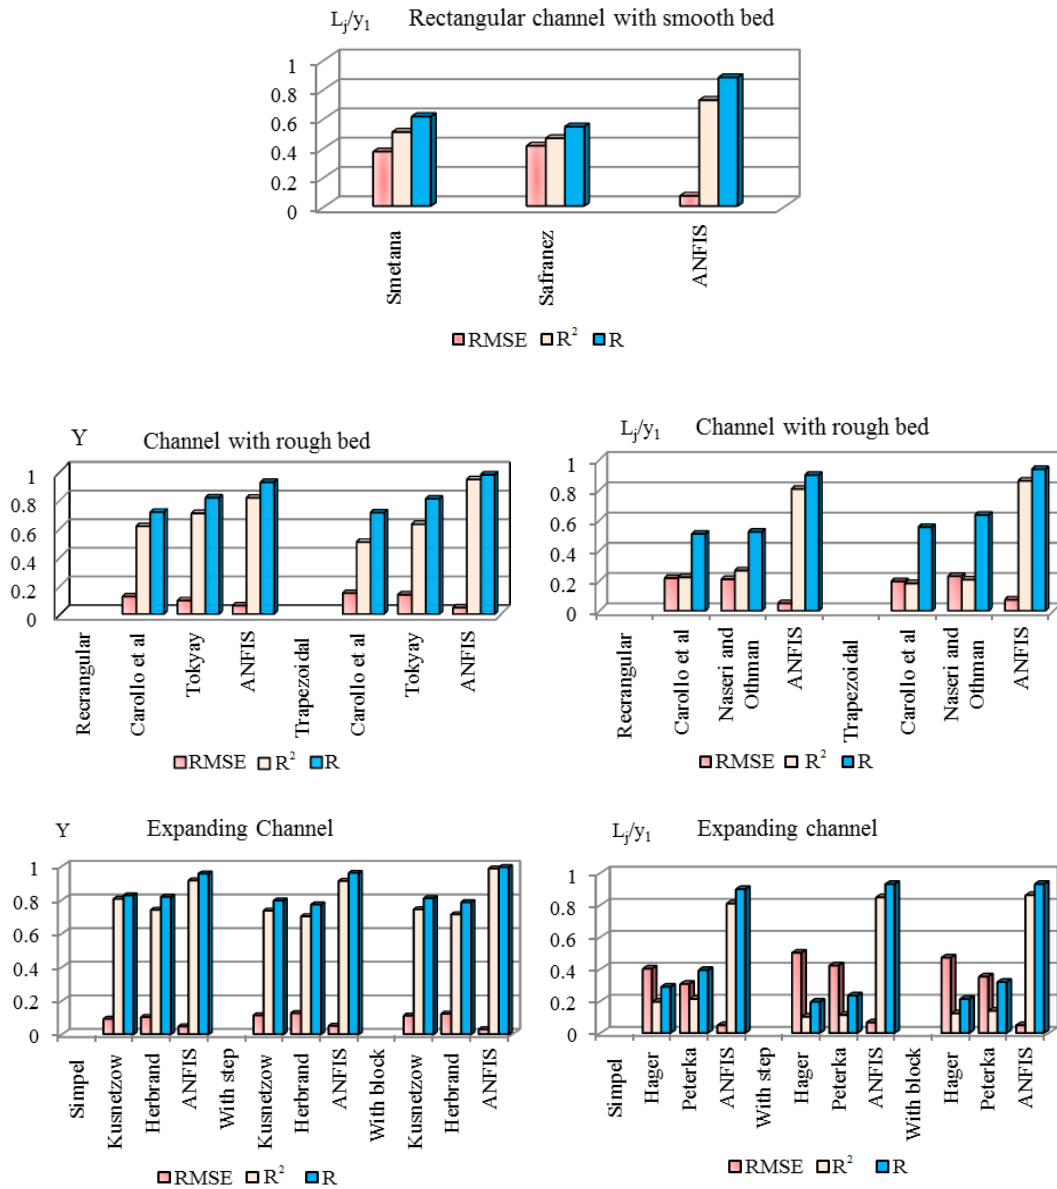 L_j/y_1 Rectangular channel with smooth bed
1
0.8
0.6
0.4
0.2
0
Smetana
Safranez
ANFIS
RMSE R² R
Y Channel with rough bed
1
0.8
0.6
0.4
0.2
0
Recrangular
Carollo et al
Tokyay
ANFIS
Trapezoidal
Carollo et al
Tokyay
ANFIS
RMSE R² R
L_j/y_1 Channel with rough bed
1
0.8
0.6
0.4
0.2
0
Recrangular
Carollo et al
Naseri and
Othman
ANFIS
Trapezoidal
Carollo et al
Naseri and
Othman
ANFIS
RMSE R² R
Y Expanding Channel
1
0.8
0.6
0.4
0.2
0
Simpel
Kusnetzow
Herbrand
ANFIS
With step
Kusnetzow
Herbrand
ANFIS
With block
Kusnetzow
Herbrand
ANFIS
RMSE R² R
L_j/y_1 Expanding channel
1
0.8
0.6
0.4
0.2
0
Simpel
Hager
Peterka
ANFIS
With step
Hager
Peterka
ANFIS
With block
Hager
Peterka
ANFIS
RMSE R² R